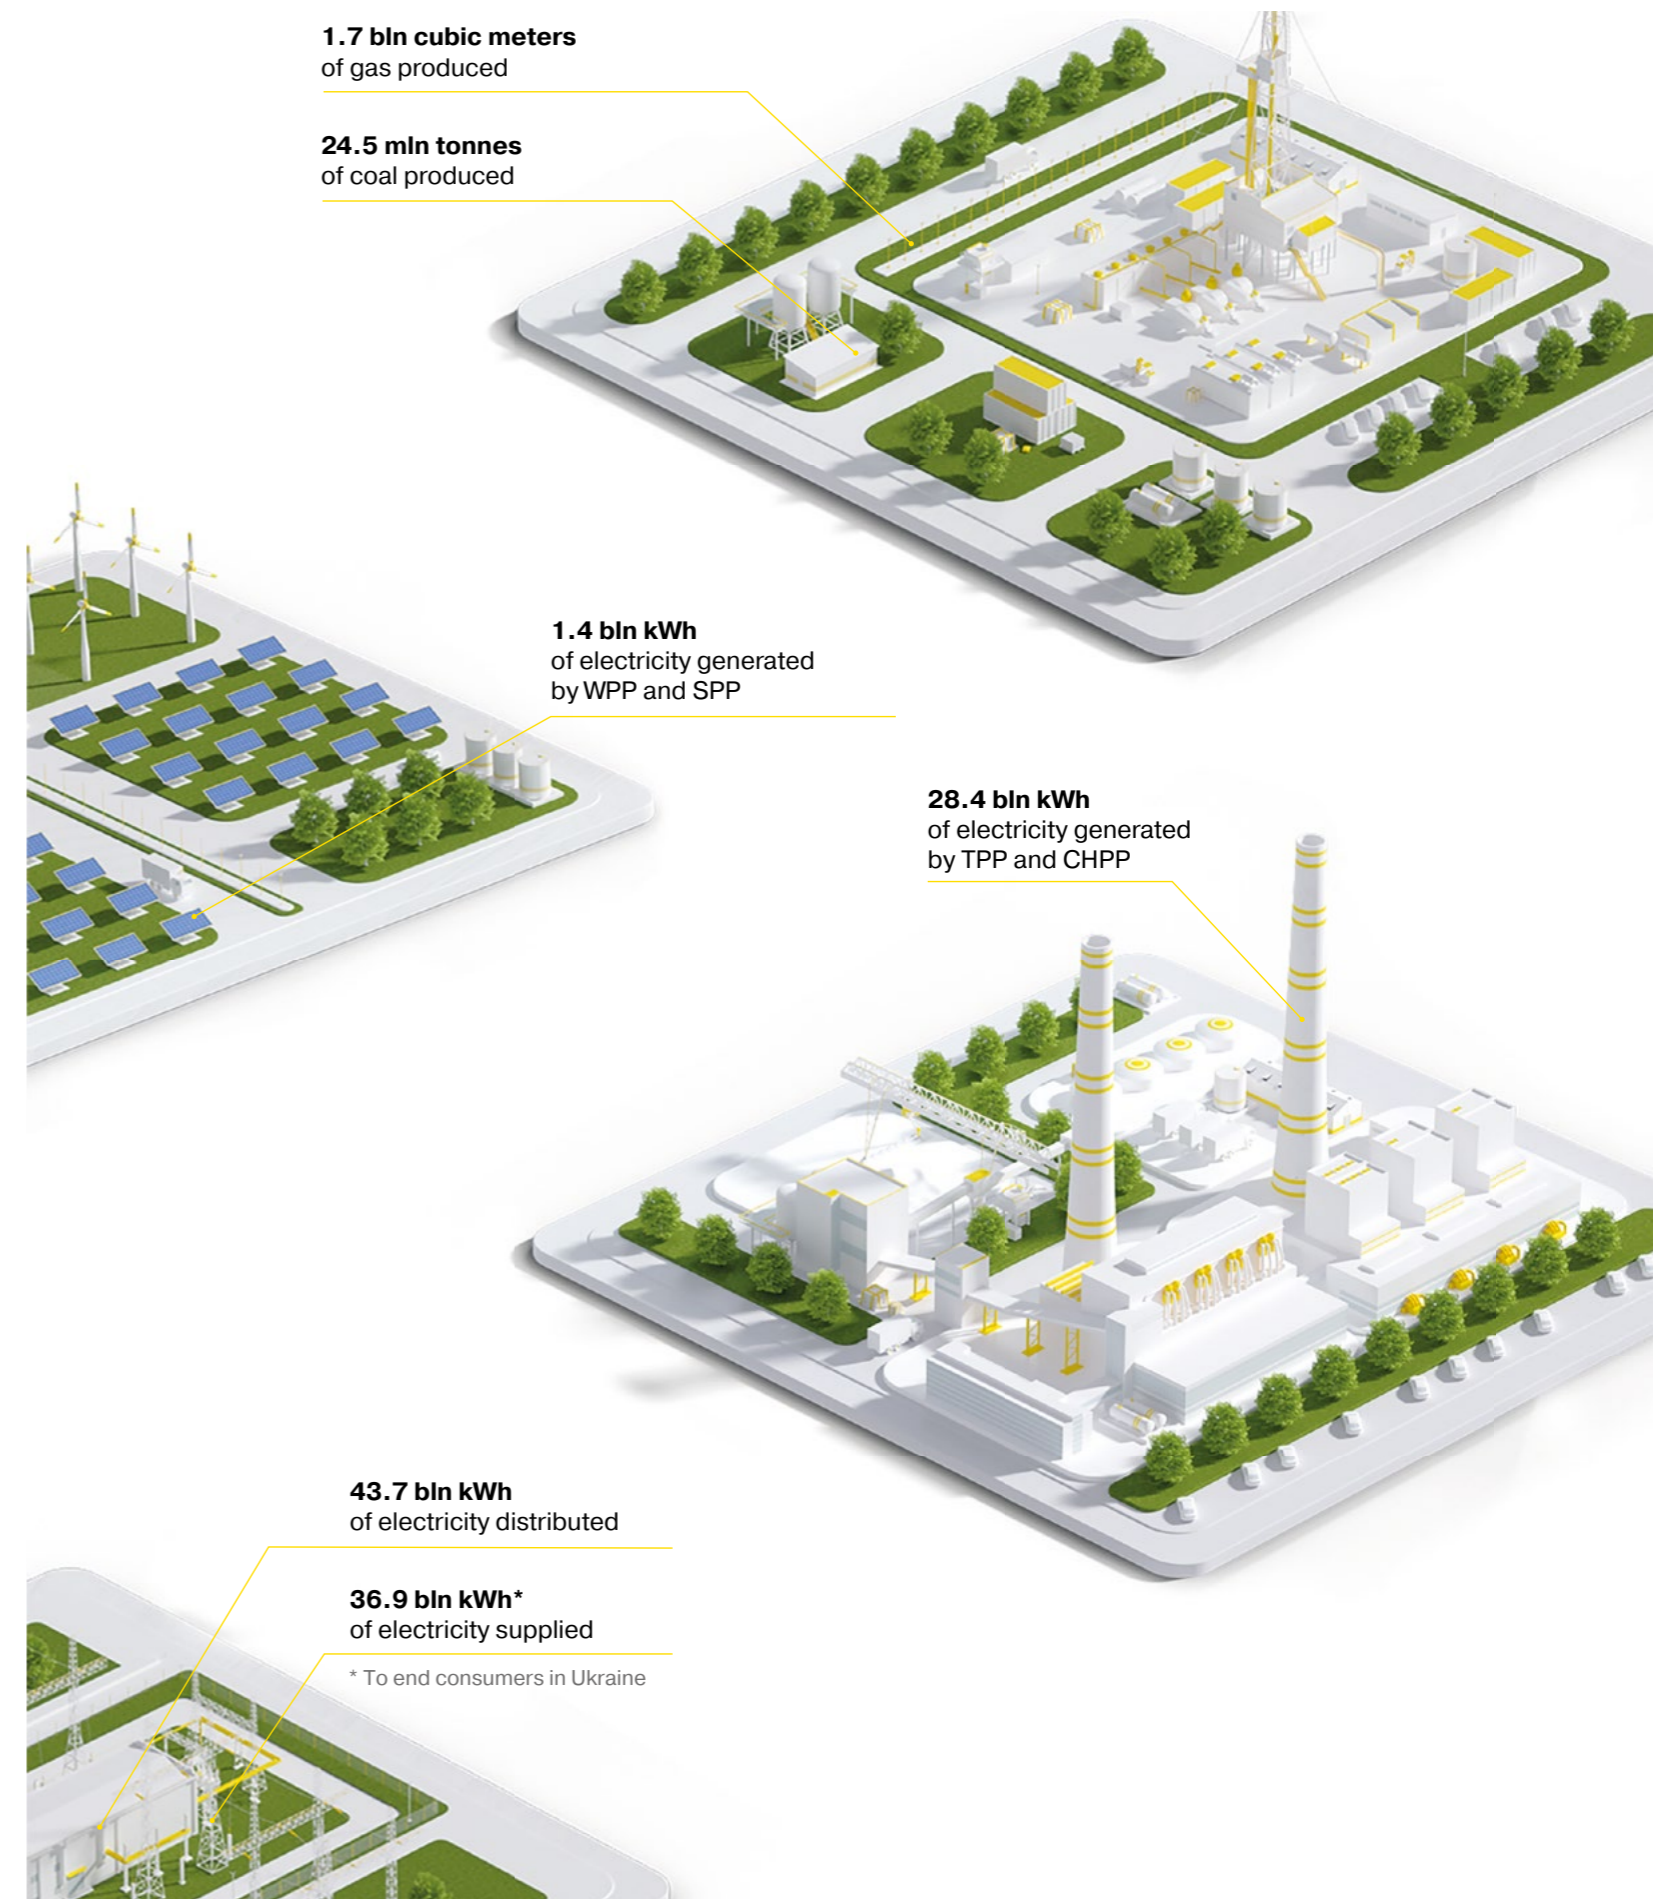 1.7 bln cubic meters
of gas produced
24.5 mln tonnes
of coal produced
1.4 bln kWh
of electricity generated
by WPP and SPP
28.4 bln kWh
of electricity generated
by TPP and CHPP
43.7 bln kWh
of electricity distributed
36.9 bln kWh*
of electricity supplied
* To end consumers in Ukraine